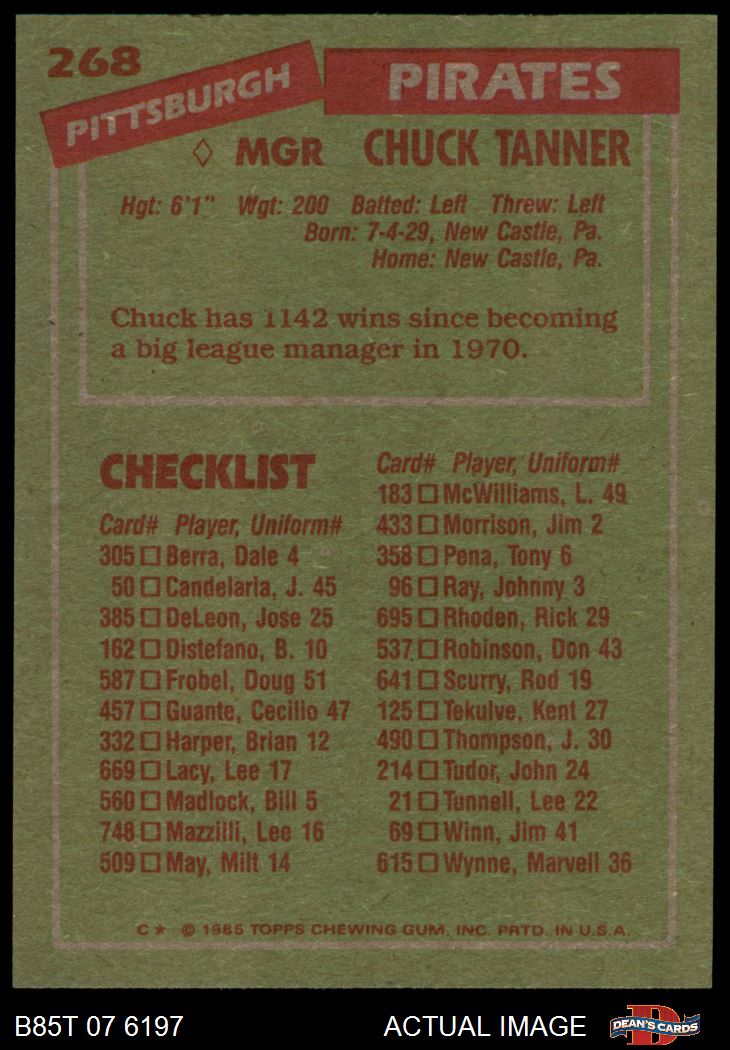 268
PITTSBURGH PIRATES
◊ MGR CHUCK TANNER
Hgt: 6'1" Wgt: 200 Batted: Left Threw: Left
Born: 7-4-29, New Castle, Pa.
Home: New Castle, Pa.
Chuck has 1142 wins since becoming
a big league manager in 1970.
CHECKLIST
Card# Player, Uniform#
305 □ Berra, Dale 4
50 □ Candelaria, J. 45
385 □ DeLeon, Jose 25
162 □ Distefano, B. 10
587 □ Frobel, Doug 51
457 □ Guante, Cecilio 47
332 □ Harper, Brian 12
669 □ Lacy, Lee 17
560 □ Madlock, Bill 5
748 □ Mazzilli, Lee 16
509 □ May, Milt 14
Card# Player, Uniform#
183 □ McWilliams, L. 49
433 □ Morrison, Jim 2
358 □ Pena, Tony 6
96 □ Ray, Johnny 3
695 □ Rhoden, Rick 29
537 □ Robinson, Don 43
641 □ Scurry, Rod 19
125 □ Tekulve, Kent 27
490 □ Thompson, J. 30
214 □ Tudor, John 24
21 □ Tunnell, Lee 22
69 □ Winn, Jim 41
615 □ Wynne, Marvell 36
C★ © 1985 TOPPS CHEWING GUM, INC. PRTD. IN U.S.A.
B85T 07 6197 ACTUAL IMAGE DEAN'S CARDS